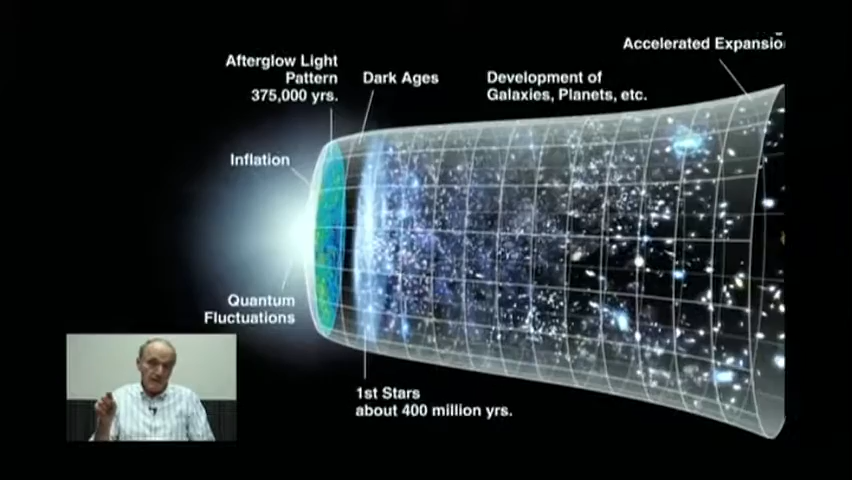 Accelerated Expansio
Afterglow Light
Pattern
375,000 yrs.
Dark Ages
Development of
Galaxies, Planets, etc.
Inflation
Quantum
Fluctuations
1st Stars
about 400 million yrs.